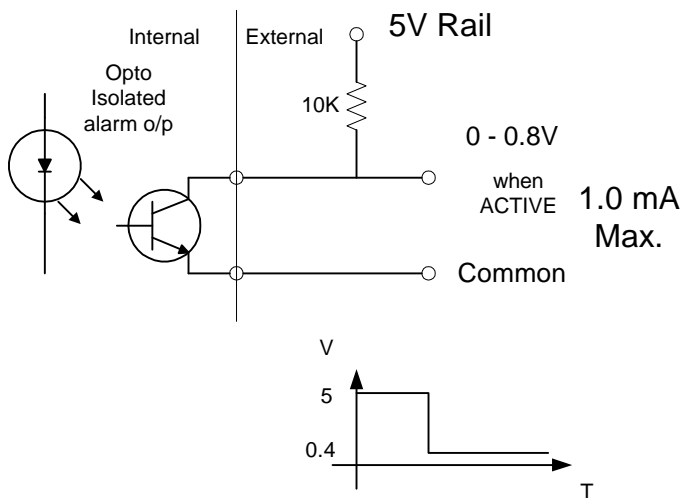 Internal
External
5V Rail
Opto
Isolated
alarm o/p
10K
0 - 0.8V
when
ACTIVE
1.0 mA
Max.
Common
V
5
0.4
T